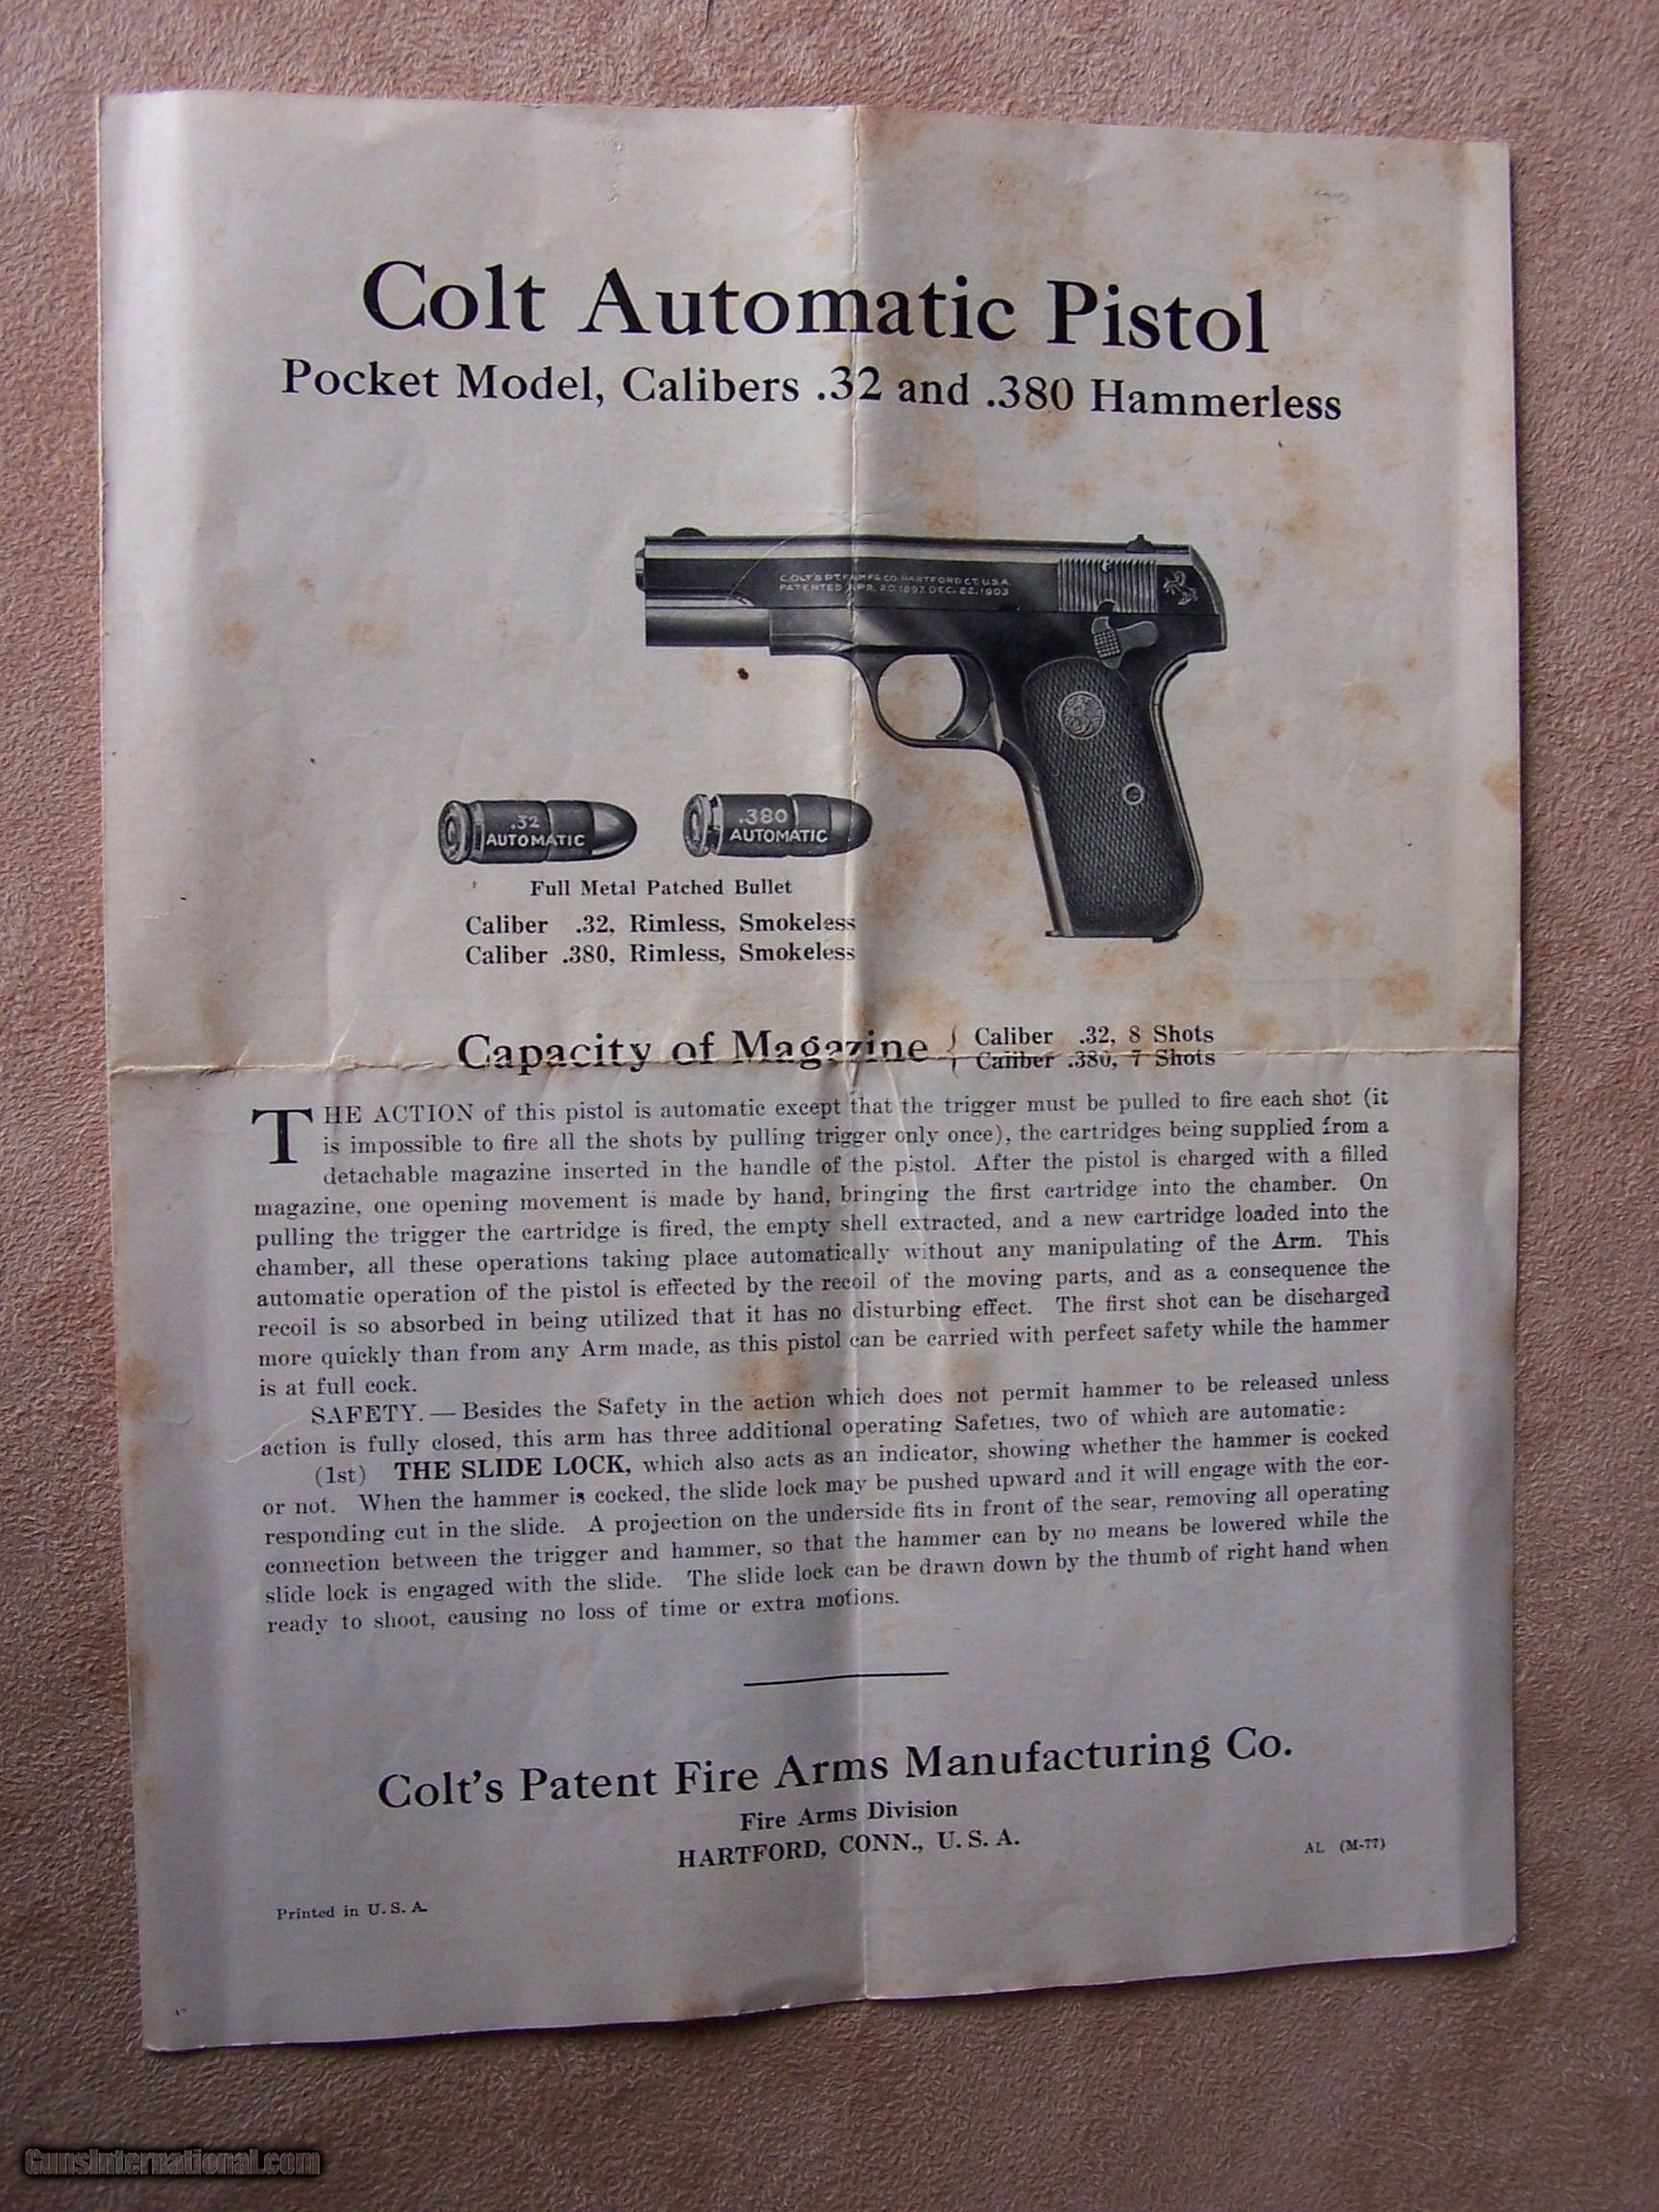 Colt Automatic Pistol
Pocket Model, Calibers .32 and .380 Hammerless
COLT'S PT. F.A. MFG. CO. HARTFORD CT. U.S.A.
PATENTED APR. 20. 1897. DEC. 22. 1903
.32
AUTOMATIC
.380
AUTOMATIC
Full Metal Patched Bullet
Caliber .32, Rimless, Smokeless
Caliber .380, Rimless, Smokeless
Capacity of Magazine { Caliber .32, 8 Shots
Caliber .380, 7 Shots
THE ACTION of this pistol is automatic except that the trigger must be pulled to fire each shot (it
is impossible to fire all the shots by pulling trigger only once), the cartridges being supplied from a
detachable magazine inserted in the handle of the pistol. After the pistol is charged with a filled
magazine, one opening movement is made by hand, bringing the first cartridge into the chamber. On
pulling the trigger the cartridge is fired, the empty shell extracted, and a new cartridge loaded into the
chamber, all these operations taking place automatically without any manipulating of the Arm. This
automatic operation of the pistol is effected by the recoil of the moving parts, and as a consequence the
recoil is so absorbed in being utilized that it has no disturbing effect. The first shot can be discharged
more quickly than from any Arm made, as this pistol can be carried with perfect safety while the hammer
is at full cock.
SAFETY. — Besides the Safety in the action which does not permit hammer to be released unless
action is fully closed, this arm has three additional operating Safeties, two of which are automatic:
(1st) THE SLIDE LOCK, which also acts as an indicator, showing whether the hammer is cocked
or not. When the hammer is cocked, the slide lock may be pushed upward and it will engage with the cor-
responding cut in the slide. A projection on the underside fits in front of the sear, removing all operating
connection between the trigger and hammer, so that the hammer can by no means be lowered while the
slide lock is engaged with the slide. The slide lock can be drawn down by the thumb of right hand when
ready to shoot, causing no loss of time or extra motions.
Colt's Patent Fire Arms Manufacturing Co.
Fire Arms Division
HARTFORD, CONN., U. S. A.
AL (M-77)
Printed in U. S. A.
GunsInternational.com